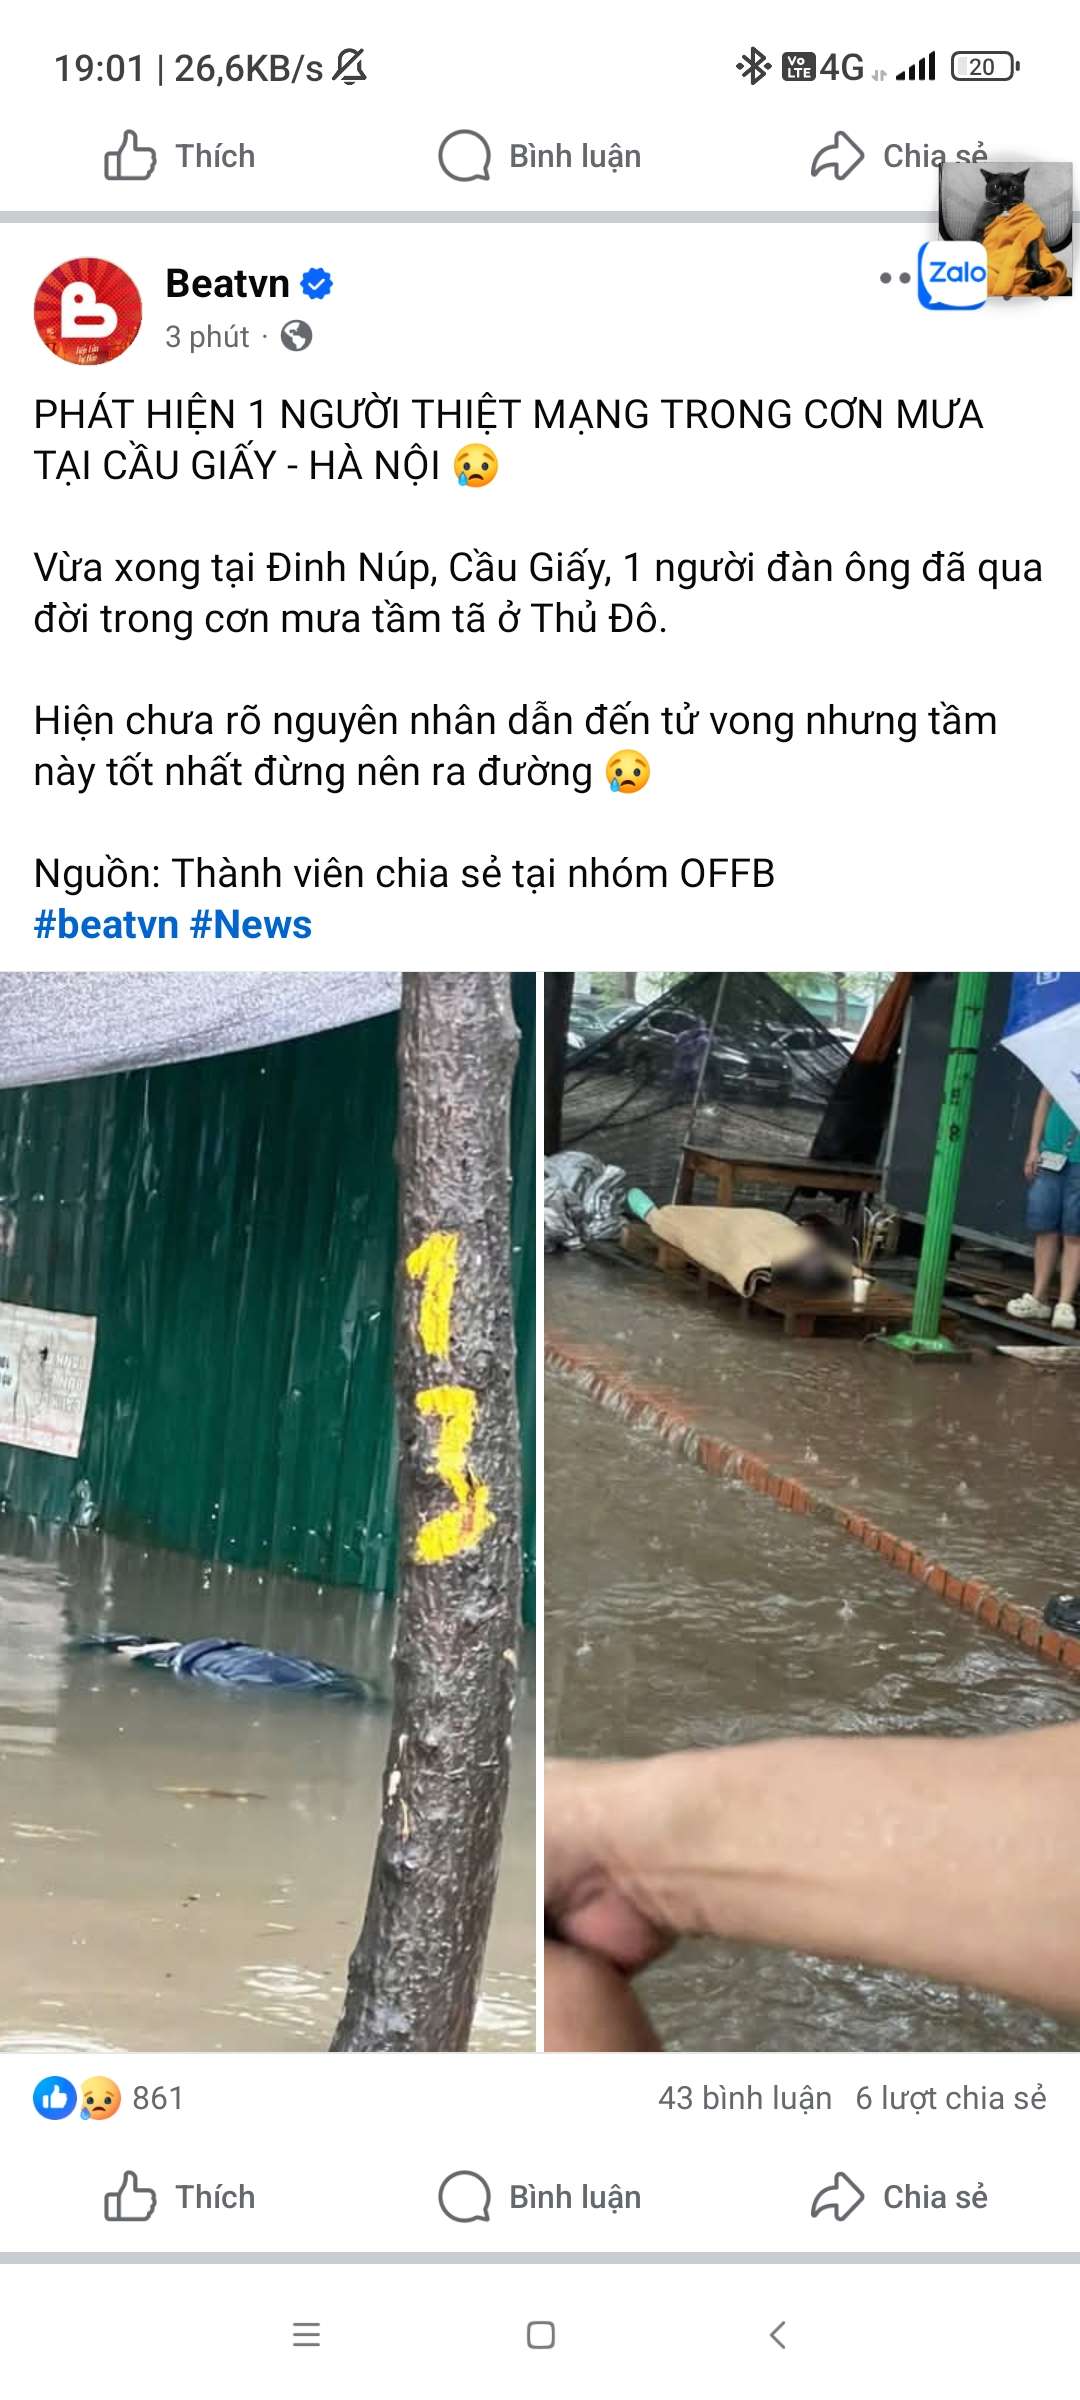 19:01 | 26,6KB/s Vo LTE 4G 20
Thích Bình luận Chia sẻ
Beatvn
Zalo
3 phút ·
PHÁT HIỆN 1 NGƯỜI THIỆT MẠNG TRONG CƠN MƯA
TẠI CẦU GIẤY - HÀ NỘI
Vừa xong tại Đinh Núp, Cầu Giấy, 1 người đàn ông đã qua
đời trong cơn mưa tầm tã ở Thủ Đô.
Hiện chưa rõ nguyên nhân dẫn đến tử vong nhưng tầm
này tốt nhất đừng nên ra đường
Nguồn: Thành viên chia sẻ tại nhóm OFFB
#beatvn #News
1
3
861 43 bình luận 6 lượt chia sẻ
Thích Bình luận Chia sẻ